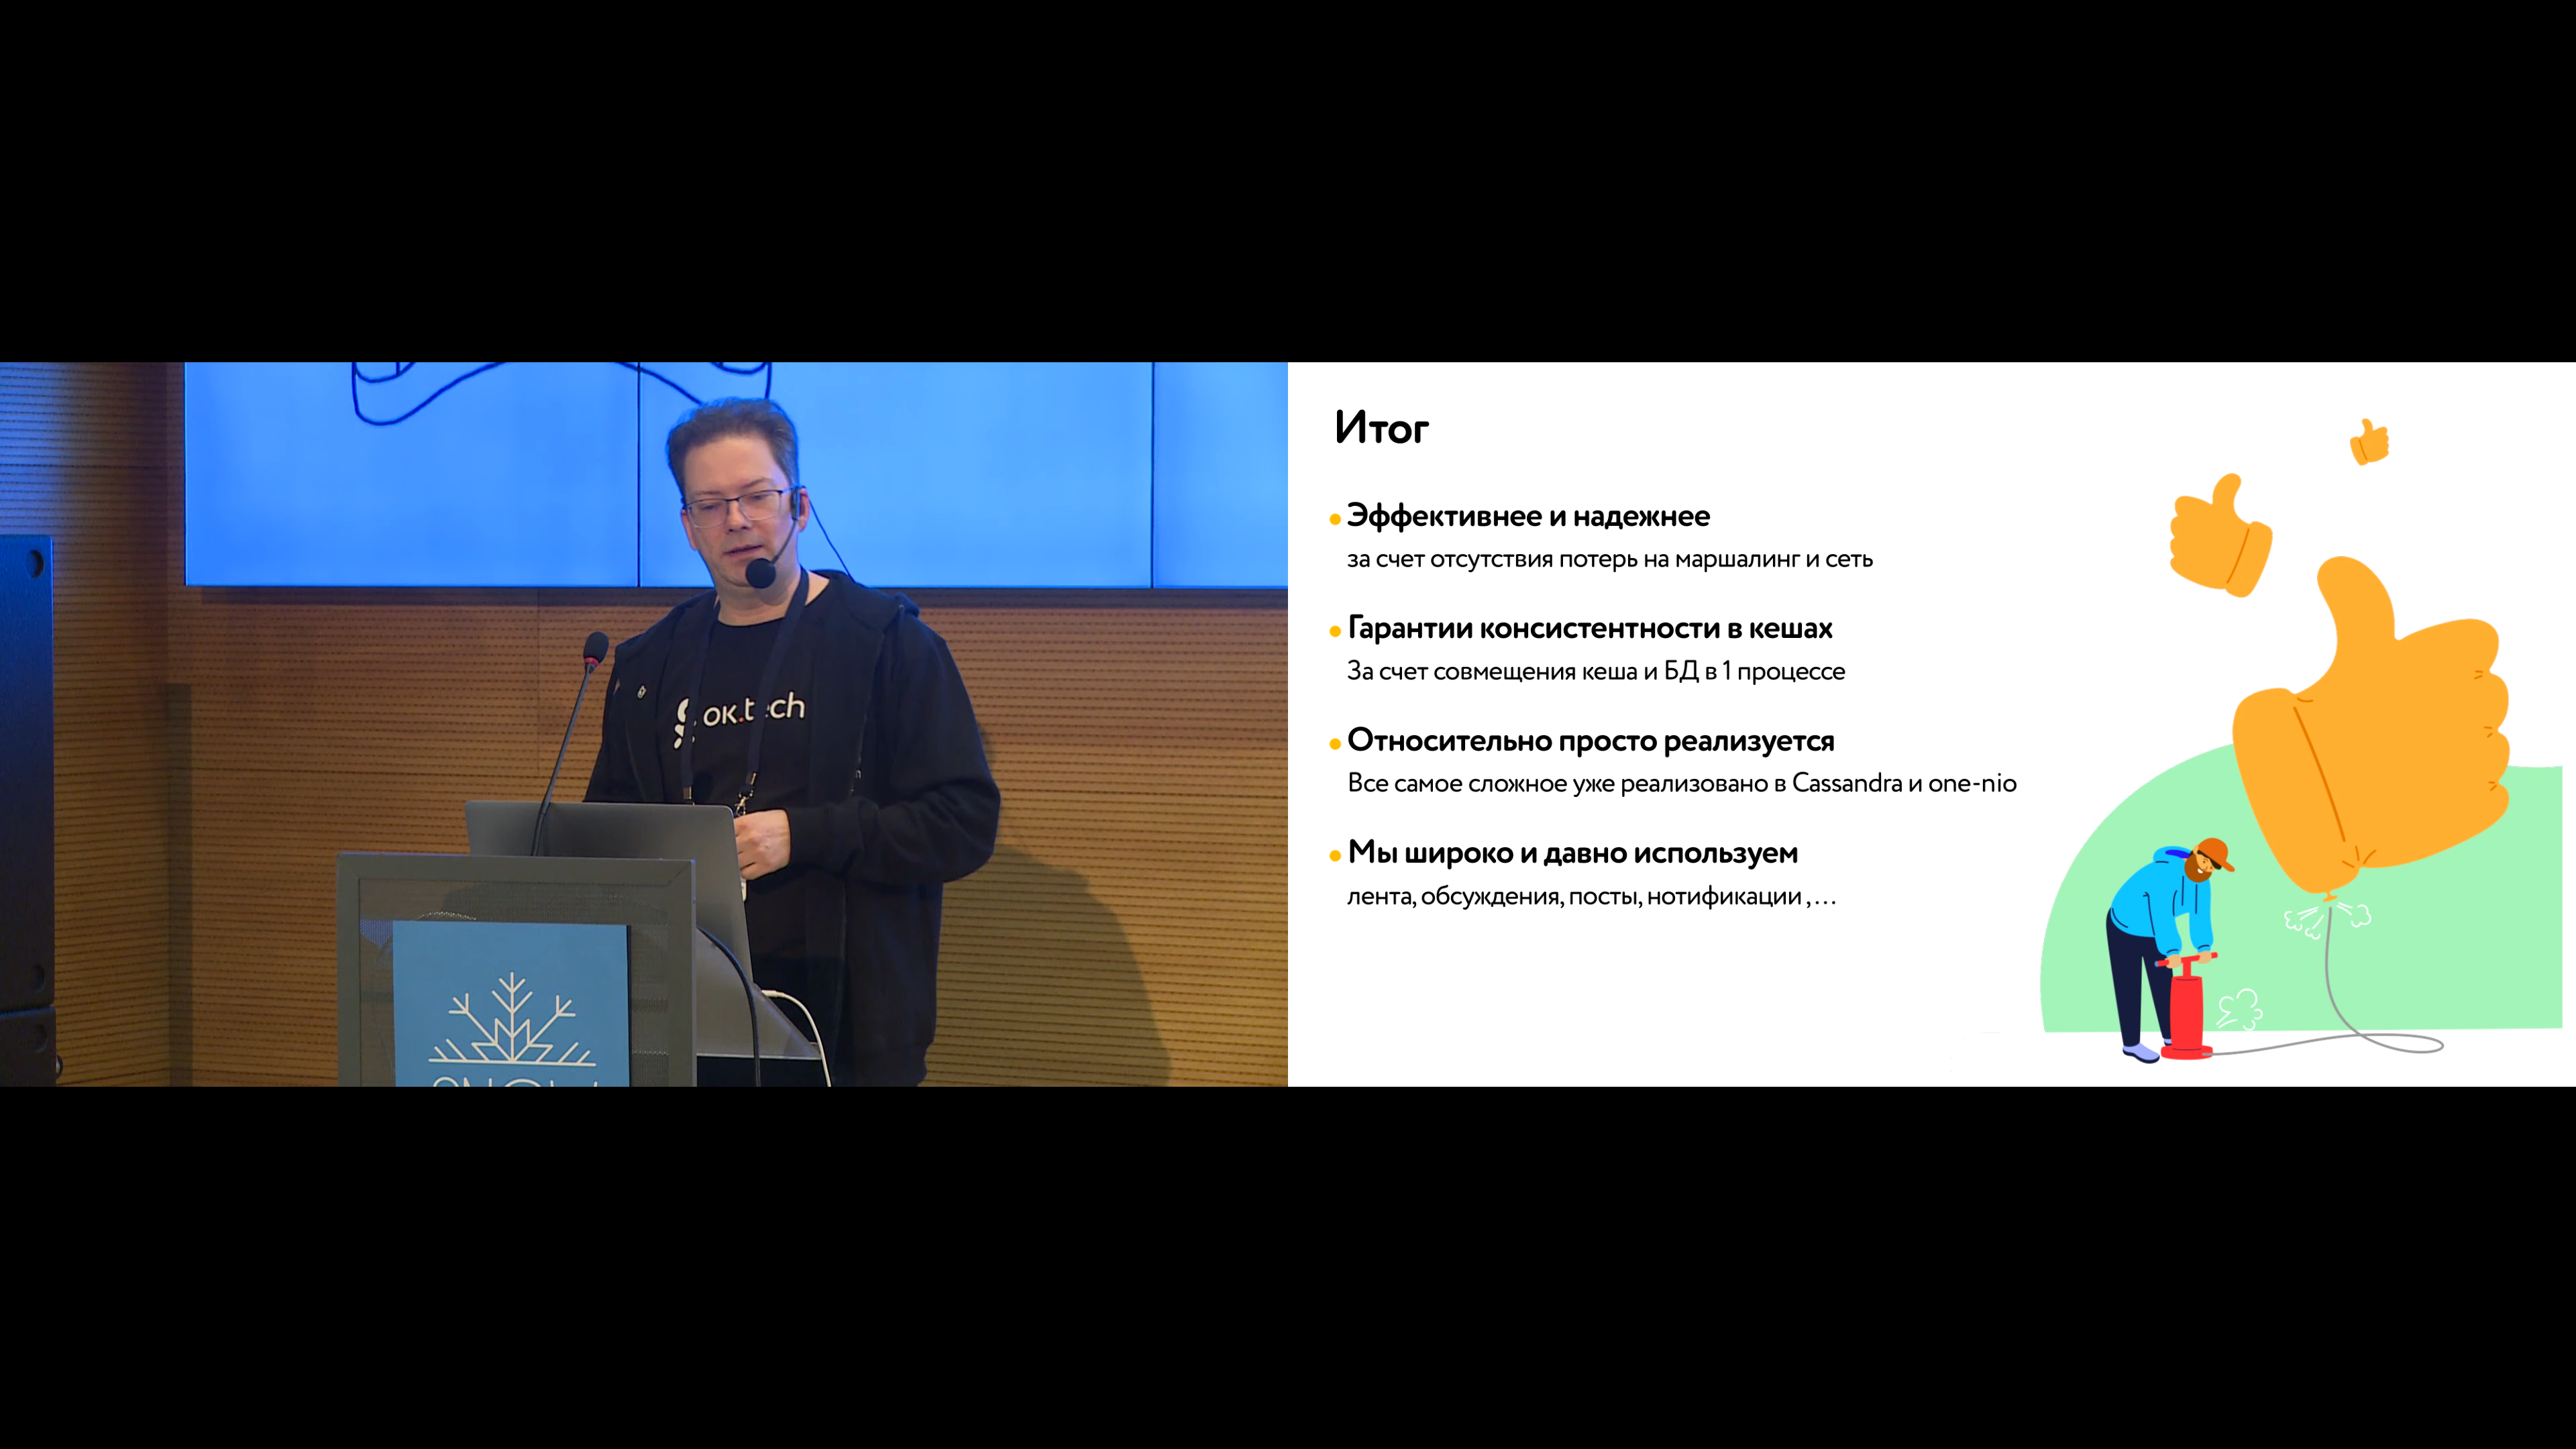 ок.tech
Итог
Эффективнее и надежнее
за счет отсутствия потерь на маршалинг и сеть
Гарантии консистентности в кешах
За счет совмещения кеша и БД в 1 процессе
Относительно просто реализуется
Все самое сложное уже реализовано в Cassandra и one-nio
Мы широко и давно используем
лента, обсуждения, посты, нотификации ,...